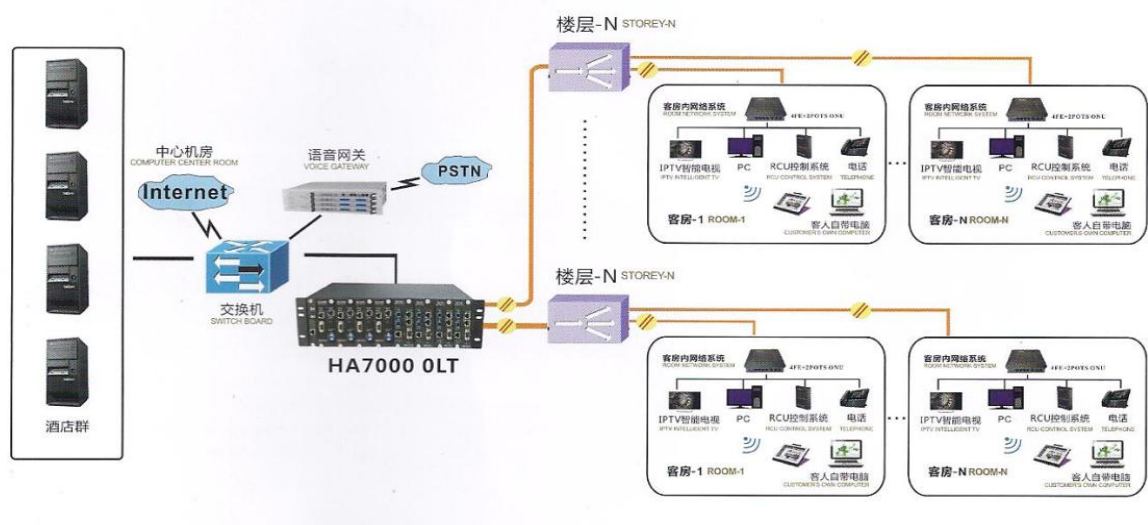 楼层-N STOREY-N
中心机房
COMPUTER CENTER ROOM
Internet
语音网关
VOICE GATEWAY
PSTN
交换机
SWITCH BOARD
HA7000 0LT
酒店群
客房内网络系统
ROOM NETWORK SYSTEM
4FE+2POTS ONU
IPTV智能电视
IPTV INTELLIGENT TV
PC
RCU控制系统
RCU CONTROL SYSTEM
电话
TELEPHONE
客房-1 ROOM-1
客人自带电脑
CUSTOMER'S OWN COMPUTER
...
客房内网络系统
ROOM NETWORK SYSTEM
4FE+2POTS ONU
IPTV智能电视
IPTV INTELLIGENT TV
PC
RCU控制系统
RCU CONTROL SYSTEM
电话
TELEPHONE
客房-N ROOM-N
客人自带电脑
CUSTOMER'S OWN COMPUTER
楼层-N STOREY-N
客房内网络系统
ROOM NETWORK SYSTEM
4FE+2POTS ONU
IPTV智能电视
IPTV INTELLIGENT TV
PC
RCU控制系统
RCU CONTROL SYSTEM
电话
TELEPHONE
客房-1 ROOM-1
客人自带电脑
CUSTOMER'S OWN COMPUTER
...
客房内网络系统
ROOM NETWORK SYSTEM
4FE+2POTS ONU
IPTV智能电视
IPTV INTELLIGENT TV
PC
RCU控制系统
RCU-CONTROL SYSTEM
电话
TELEPHONE
客房-N ROOM-N
客人自带电脑
CUSTOMER'S OWN COMPUTER